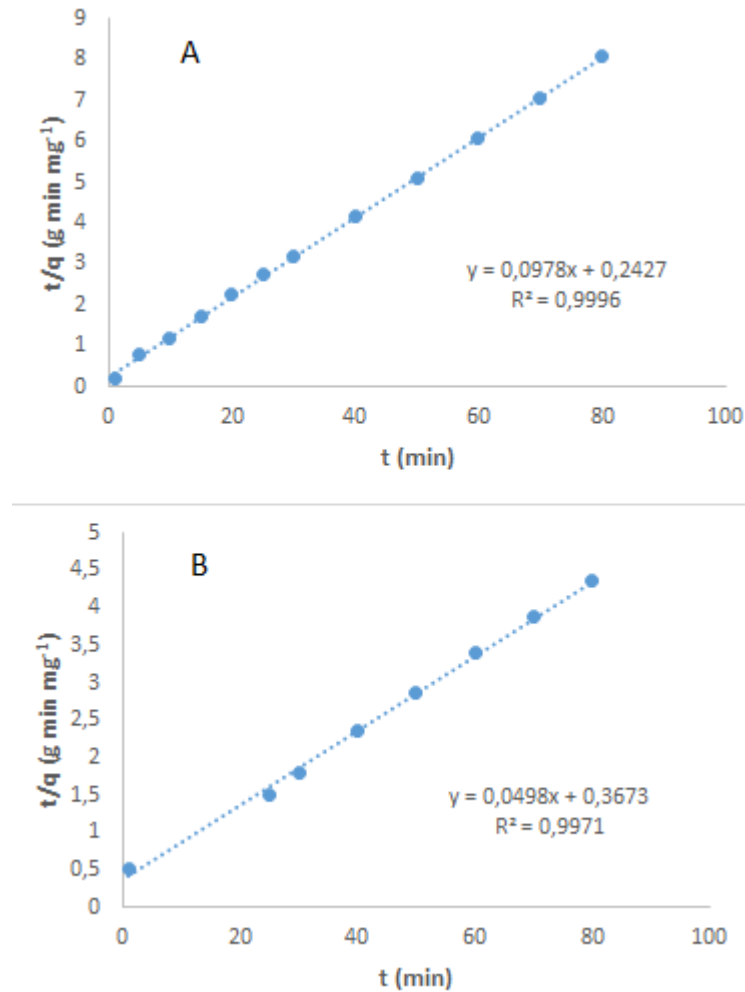 A
9
8
7
6
5
4
3
2
1
0
t/q (g min mg⁻¹)
y = 0,0978x + 0,2427
R² = 0,9996
0 20 40 60 80 100
t (min)
B
5
4,5
4
3,5
3
2,5
2
1,5
1
0,5
0
t/q (g min mg⁻¹)
y = 0,0498x + 0,3673
R² = 0,9971
0 20 40 60 80 100
t (min)